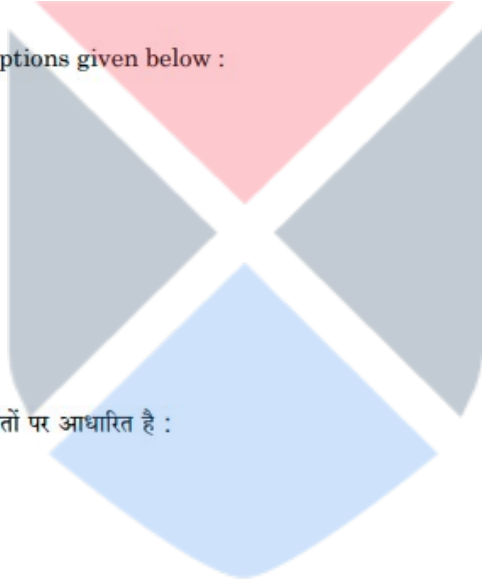 ptions given below :
तों पर आधारित है :